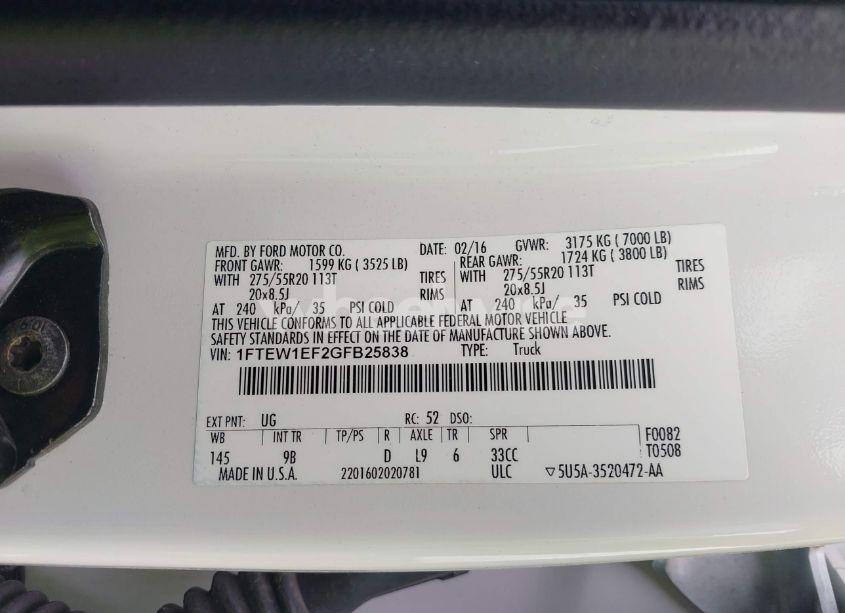 MFD. BY FORD MOTOR CO. DATE: 02/16 GVWR: 3175 KG ( 7000 LB)
FRONT GAWR: 1599 KG ( 3525 LB) REAR GAWR: 1724 KG ( 3800 LB)
WITH 275/55R20 113T TIRES WITH 275/55R20 113T TIRES
20x8.5J RIMS 20x8.5J RIMS
AT 240 kPa/ 35 PSI COLD AT 240 kPa/ 35 PSI COLD
THIS VEHICLE CONFORMS TO ALL APPLICABLE FEDERAL MOTOR VEHICLE
SAFETY STANDARDS IN EFFECT ON THE DATE OF MANUFACTURE SHOWN ABOVE.
VIN: 1FTEW1EF2GFB25838 TYPE: Truck
EXT PNT: UG RC: 52 DSO:
WB INT TR TP/PS R AXLE TR SPR F0082
145 9B D L9 6 33CC T0508
MADE IN U.S.A. 2201602020781 ULC ▽5U5A-3520472-AA